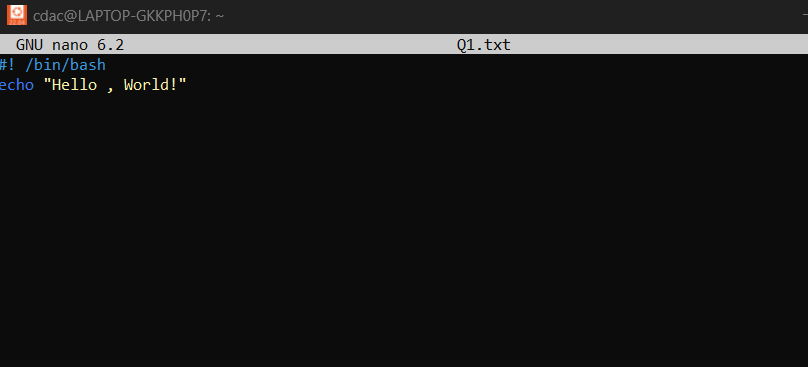 cdac@LAPTOP-GKKPH0P7: ~
GNU nano 6.2 Q1.txt
#! /bin/bash
echo "Hello , World!"